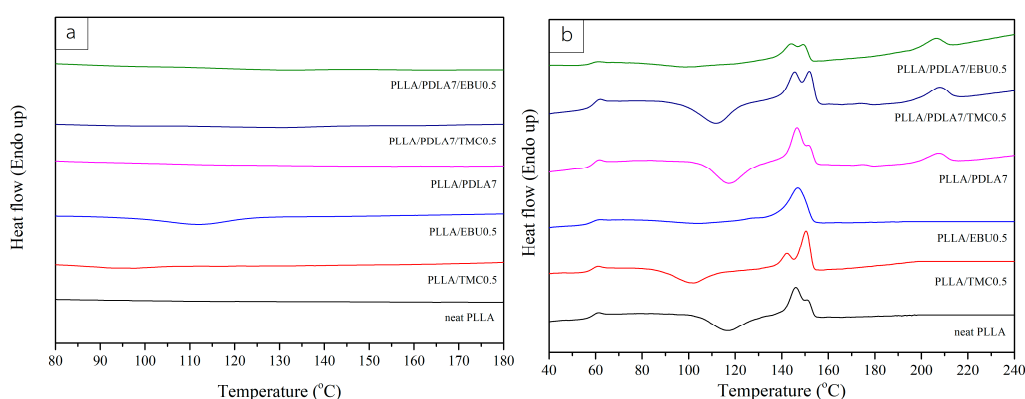 a
Heat flow (Endo up)
PLLA/PDLA7/EBU0.5
PLLA/PDLA7/TMC0.5
PLLA/PDLA7
PLLA/EBU0.5
PLLA/TMC0.5
neat PLLA
80 90 100 110 120 130 140 150 160 170 180
Temperature (°C)
b
Heat flow (Endo up)
PLLA/PDLA7/EBU0.5
PLLA/PDLA7/TMC0.5
PLLA/PDLA7
PLLA/EBU0.5
PLLA/TMC0.5
neat PLLA
40 60 80 100 120 140 160 180 200 220 240
Temperature (°C)